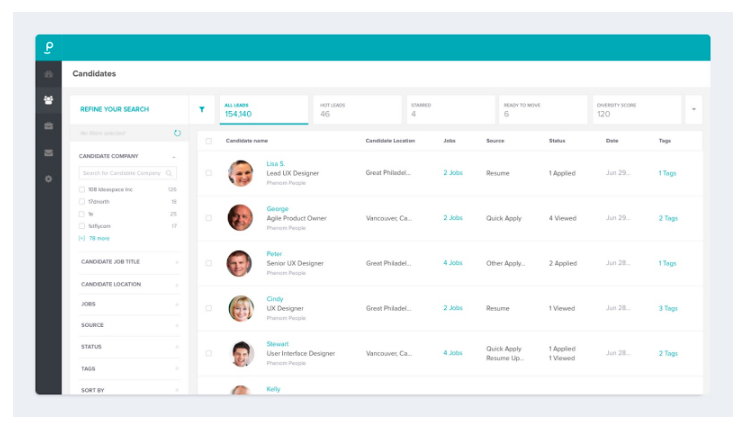 Candidates
REFINE YOUR SEARCH
ALL LEADS
154,140
HOT LEADS
46
STARRED
4
READY TO MOVE
6
DIVERSITY SCORE
120
No filters selected
CANDIDATE COMPANY
Search for Candidate Company
108 Ideaspace Inc 126
17dnorth 18
1e 25
1stflycom 17
[+] 78 more
CANDIDATE JOB TITLE
CANDIDATE LOCATION
JOBS
SOURCE
STATUS
TAGS
SORT BY
Candidate name Candidate Location Jobs Source Status Date Tags
Lisa S.
Lead UX Designer Great Philadel... 2 Jobs Resume 1 Applied Jun 29... 1 Tags
Phenom People
George
Agile Product Owner Vancouver, Ca... 2 Jobs Quick Apply 4 Viewed Jun 29... 2 Tags
Phenom People
Peter
Senior UX Designer Great Philadel... 4 Jobs Other Apply... 2 Applied Jun 28... 1 Tags
Phenom People
Cindy
UX Designer Great Philadel... 2 Jobs Resume 1 Viewed Jun 28... 3 Tags
Phenom People
Stewart
User Interface Designer Vancouver, Ca... 4 Jobs Quick Apply 1 Applied Jun 28... 2 Tags
Resume Up... 1 Viewed
Phenom People
Kelly